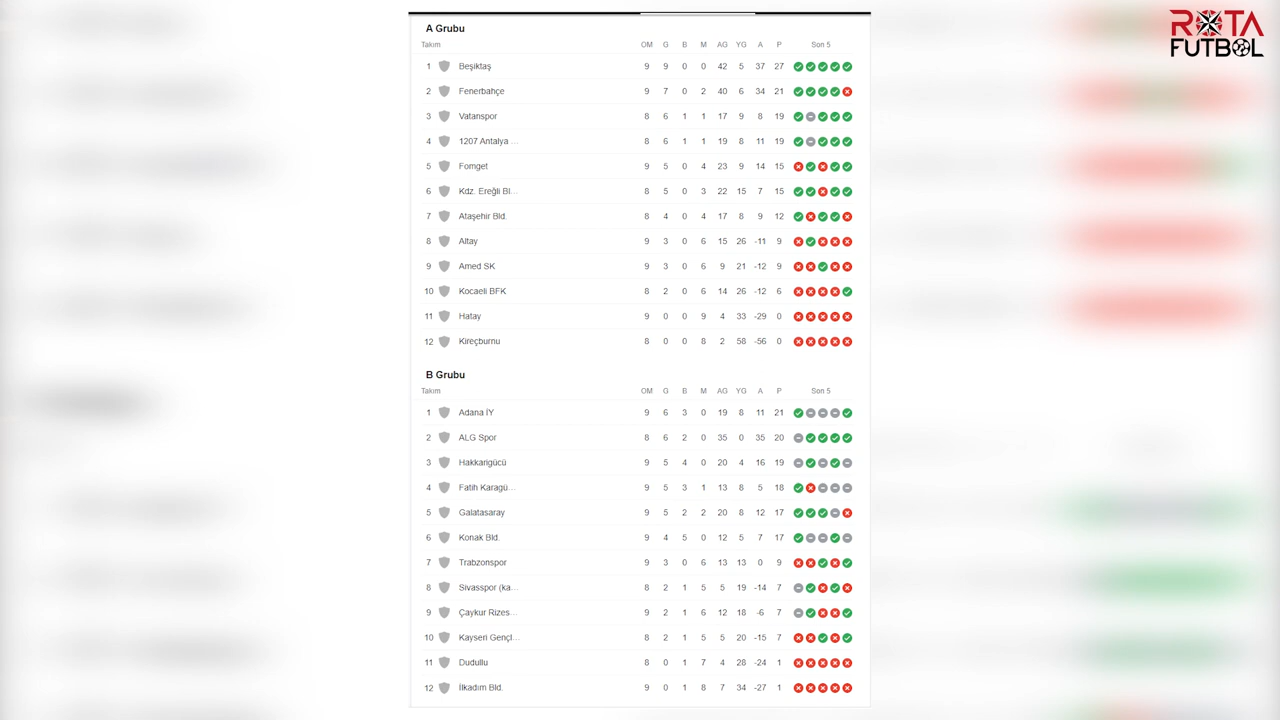 ROTA
FUTBOL
A Grubu
Takım OM G B M AG YG A P Son 5
1 Beşiktaş 9 9 0 0 42 5 37 27
2 Fenerbahçe 9 7 0 2 40 6 34 21
3 Vatanspor 8 6 1 1 17 9 8 19
4 1207 Antalya ... 8 6 1 1 19 8 11 19
5 Fomget 9 5 0 4 23 9 14 15
6 Kdz. Ereğli Bl... 8 5 0 3 22 15 7 15
7 Ataşehir Bld. 8 4 0 4 17 8 9 12
8 Altay 9 3 0 6 15 26 -11 9
9 Amed SK 9 3 0 6 9 21 -12 9
10 Kocaeli BFK 8 2 0 6 14 26 -12 6
11 Hatay 9 0 0 9 4 33 -29 0
12 Kireçburnu 8 0 0 8 2 58 -56 0
B Grubu
Takım OM G B M AG YG A P Son 5
1 Adana İY 9 6 3 0 19 8 11 21
2 ALG Spor 8 6 2 0 35 0 35 20
3 Hakkarigücü 9 5 4 0 20 4 16 19
4 Fatih Karagü... 9 5 3 1 13 8 5 18
5 Galatasaray 9 5 2 2 20 8 12 17
6 Konak Bld. 9 4 5 0 12 5 7 17
7 Trabzonspor 9 3 0 6 13 13 0 9
8 Sivasspor (ka... 8 2 1 5 5 19 -14 7
9 Çaykur Rizes... 9 2 1 6 12 18 -6 7
10 Kayseri Gençl... 8 2 1 5 5 20 -15 7
11 Dudullu 8 0 1 7 4 28 -24 1
12 İlkadım Bld. 9 0 1 8 7 34 -27 1